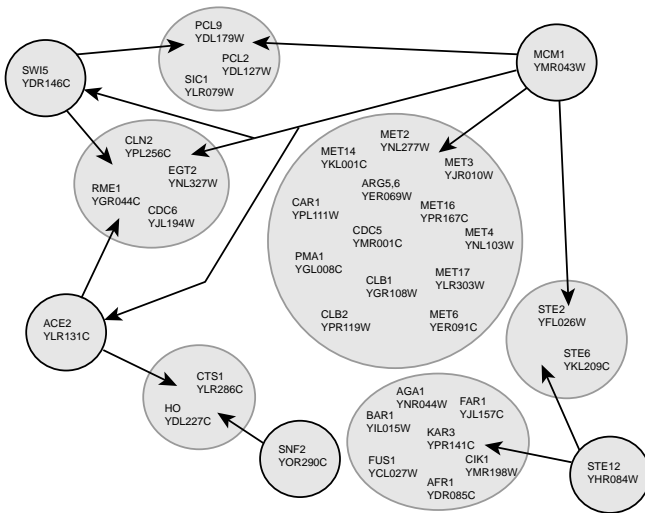 PCL9
YDL179W
PCL2
YDL127W
SIC1
YLR079W
SWI5
YDR146C
MCM1
YMR043W
CLN2
YPL256C
EGT2
YNL327W
RME1
YGR044C
CDC6
YJL194W
MET2
YNL277W
MET14
YKL001C
MET3
YJR010W
ARG5,6
YER069W
CAR1
YPL111W
MET16
YPR167C
CDC5
YMR001C
MET4
YNL103W
PMA1
YGL008C
MET17
YLR303W
CLB1
YGR108W
CLB2
YPR119W
MET6
YER091C
ACE2
YLR131C
STE2
YFL026W
STE6
YKL209C
CTS1
YLR286C
HO
YDL227C
SNF2
YOR290C
AGA1
YNR044W
FAR1
YJL157C
BAR1
YIL015W
KAR3
YPR141C
FUS1
YCL027W
CIK1
YMR198W
AFR1
YDR085C
STE12
YHR084W